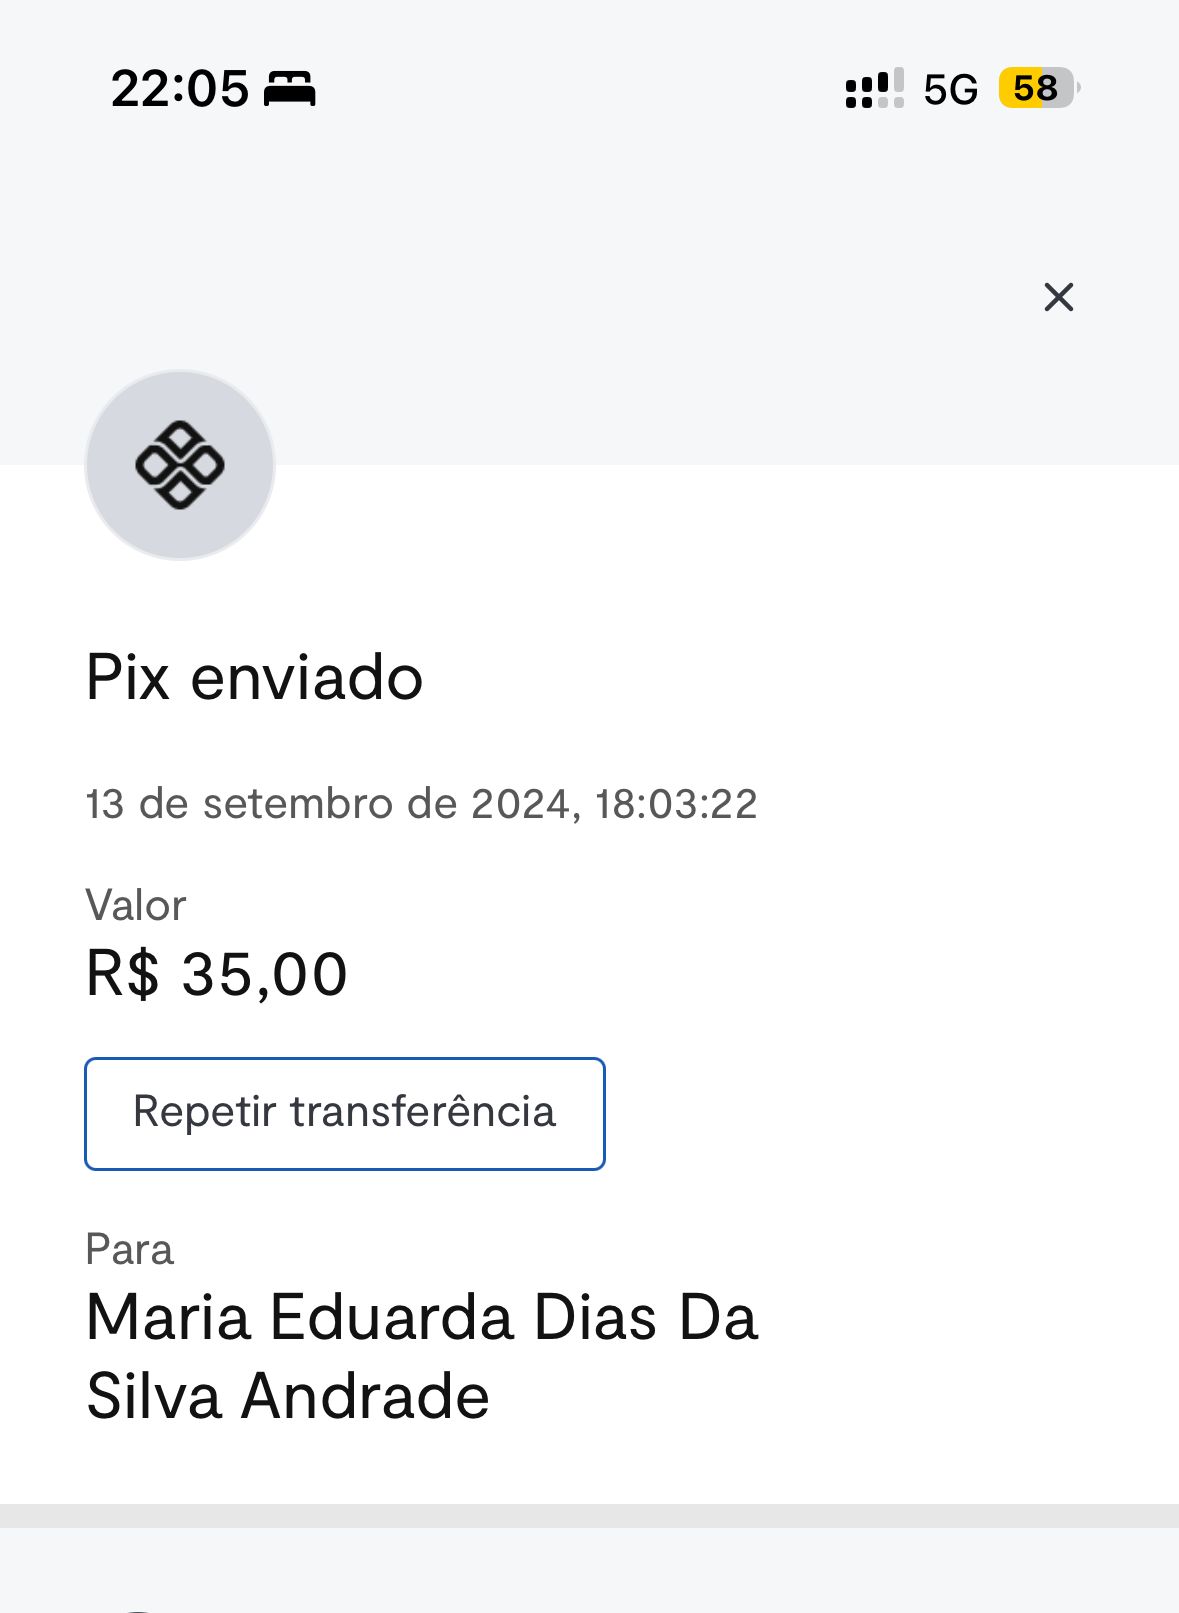 22:05
5G
58
Pix enviado
13 de setembro de 2024, 18:03:22
Valor
R$ 35,00
Repetir transferência
Para
Maria Eduarda Dias Da
Silva Andrade